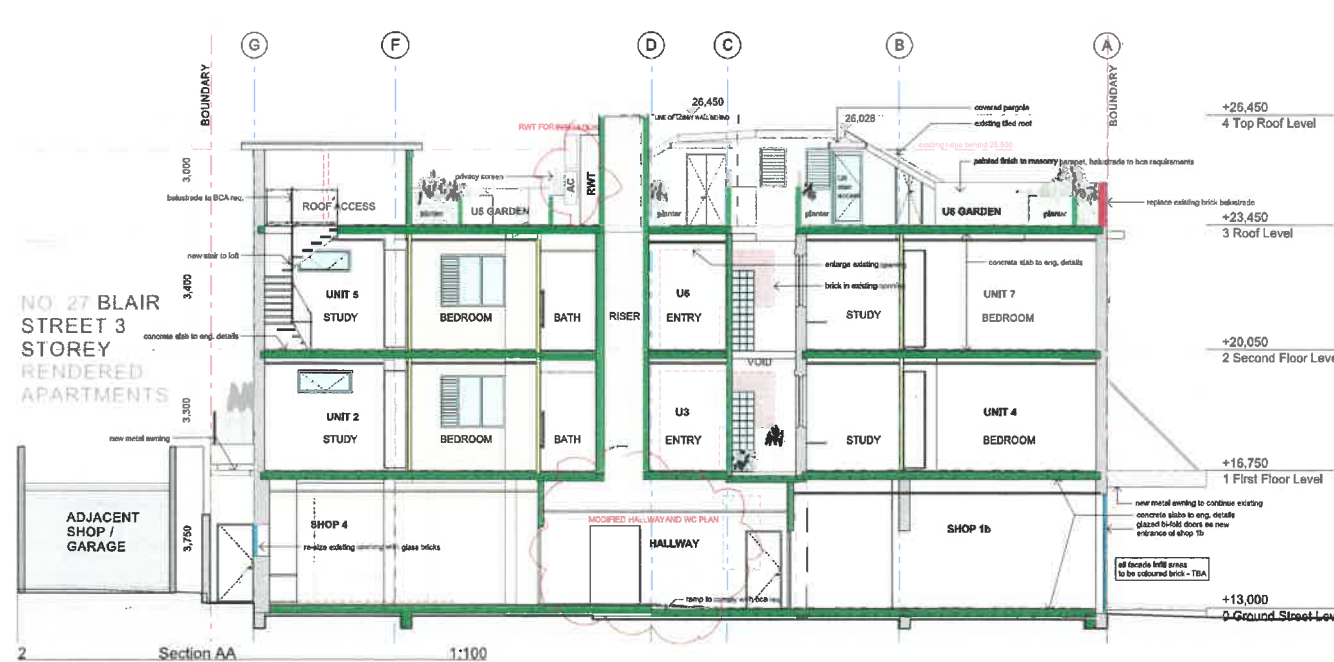 G
F
D
C
B
A
BOUNDARY
BOUNDARY
26,450
+26,450
4 Top Roof Level
covered pergola
26,028
existing tiled roof
RWT FOR
existing ridge behind 25,600
3,000
painted finish to masonry parapet, balustrade to bca requirements
privacy screen
AC
RWT
balustrade to BCA req.
ROOF ACCESS
planter
U5 GARDEN
planter
planter
U6 GARDEN
planter
replace existing brick balustrade
+23,450
3 Roof Level
new stair to loft
enlarge existing opening
concrete slab to eng. details
3,400
brick in existing opening
NO. 27 BLAIR
STREET 3
STOREY
RENDERED
APARTMENTS
UNIT 5
STUDY
BEDROOM
BATH
RISER
U6
ENTRY
STUDY
UNIT 7
BEDROOM
concrete slab to eng. details
+20,050
2 Second Floor Leve
VOID
3,300
UNIT 2
STUDY
BEDROOM
BATH
U3
ENTRY
STUDY
UNIT 4
BEDROOM
new metal awning
+16,750
1 First Floor Level
new metal awning to continue existing
concrete slabs to eng. details
glazed bi-fold doors as new
entrance of shop 1b
ADJACENT
SHOP /
GARAGE
3,750
SHOP 4
MODIFIED HALLWAY AND WC PLAN
HALLWAY
SHOP 1b
re-size existing opening with glass bricks
all facade infill areas
to be coloured brick - TBA
ramp to comply with bca req.
+13,000
0 Ground Street Leve
2
Section AA
1:100